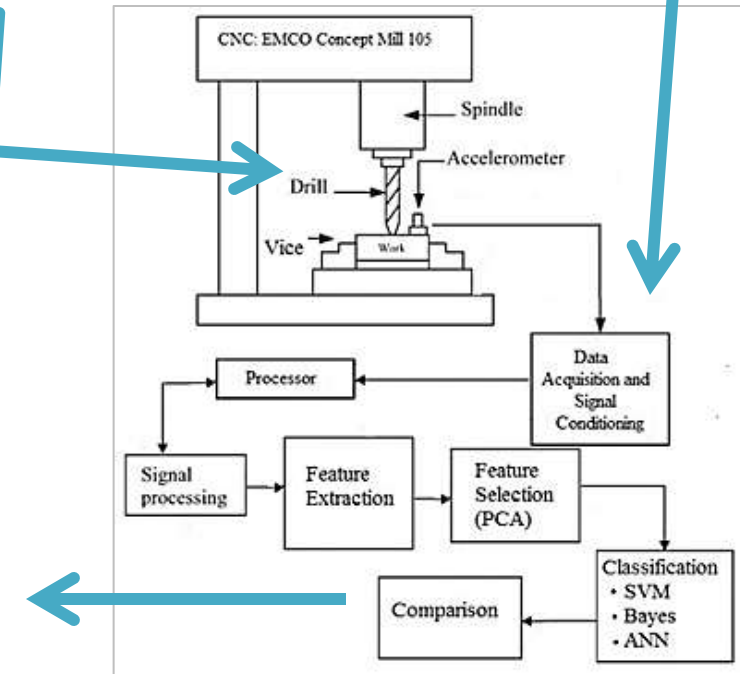 CNC: EMCO Concept Mill 105
Spindle
Accelerometer
Drill
Vice
Work
Data
Acquisition and
Signal
Conditioning
Processor
Signal
processing
Feature
Extraction
Feature
Selection
(PCA)
Classification
• SVM
• Bayes
• ANN
Comparison